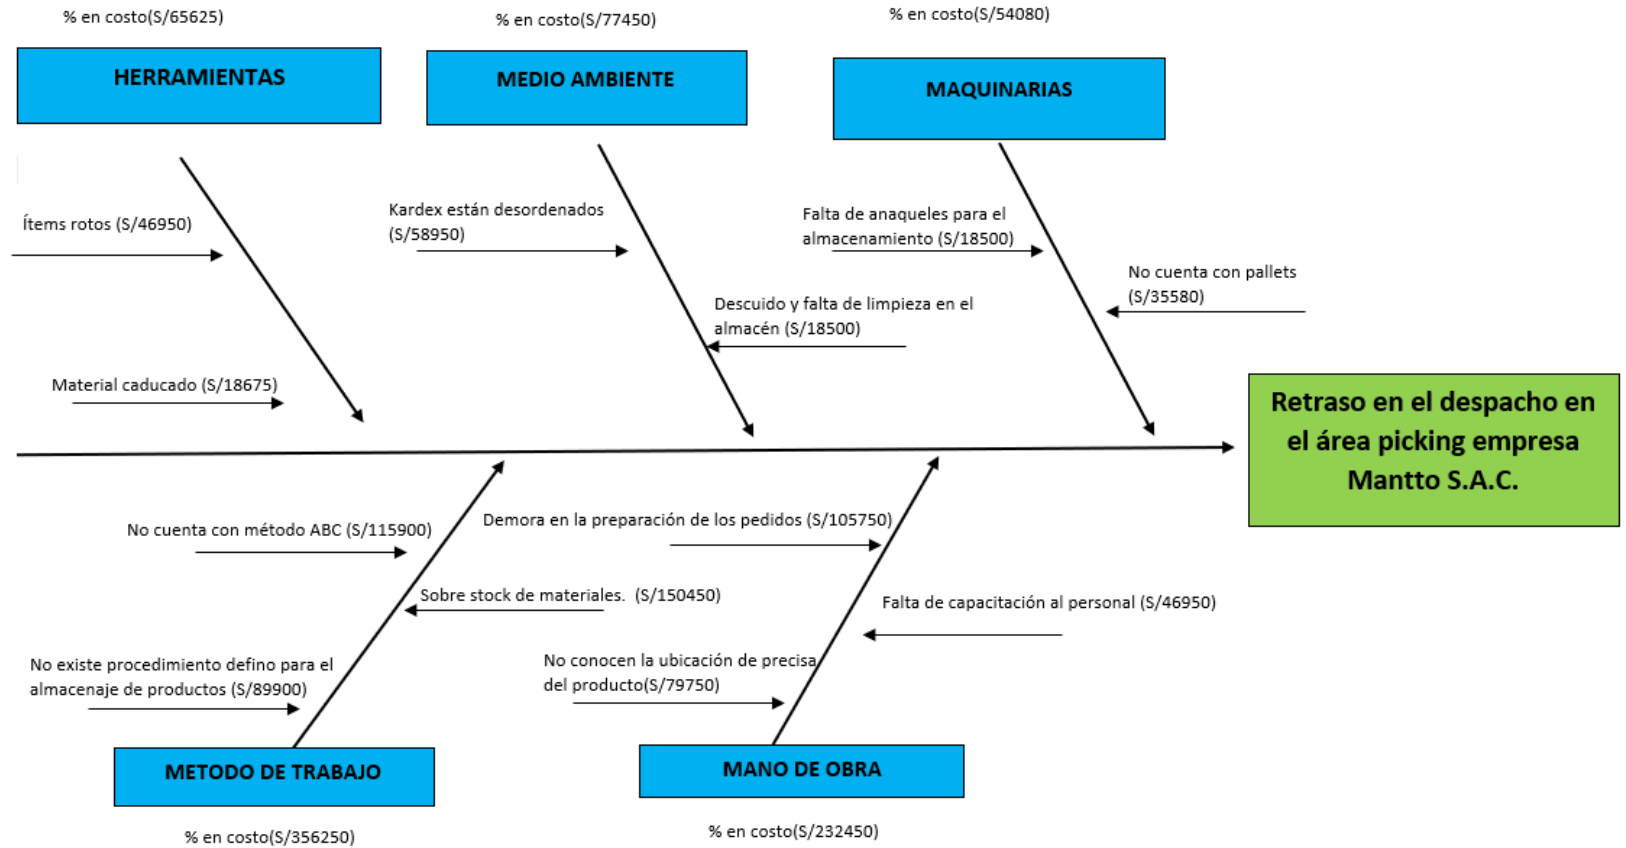 % en costo(S/65625)
% en costo(S/77450)
% en costo(S/54080)
HERRAMIENTAS
MEDIO AMBIENTE
MAQUINARIAS
Ítems rotos (S/46950)
Material caducado (S/18675)
Kardex están desordenados
(S/58950)
Descuido y falta de limpieza en el
almacén (S/18500)
Falta de anaqueles para el
almacenamiento (S/18500)
No cuenta con pallets
(S/35580)
Retraso en el despacho en
el área picking empresa
Mantto S.A.C.
No cuenta con método ABC (S/115900)
Sobre stock de materiales.  (S/150450)
No existe procedimiento defino para el
almacenaje de productos (S/89900)
Demora en la preparación de los pedidos (S/105750)
Falta de capacitación al personal (S/46950)
No conocen la ubicación de precisa
del producto(S/79750)
METODO DE TRABAJO
MANO DE OBRA
% en costo(S/356250)
% en costo(S/232450)